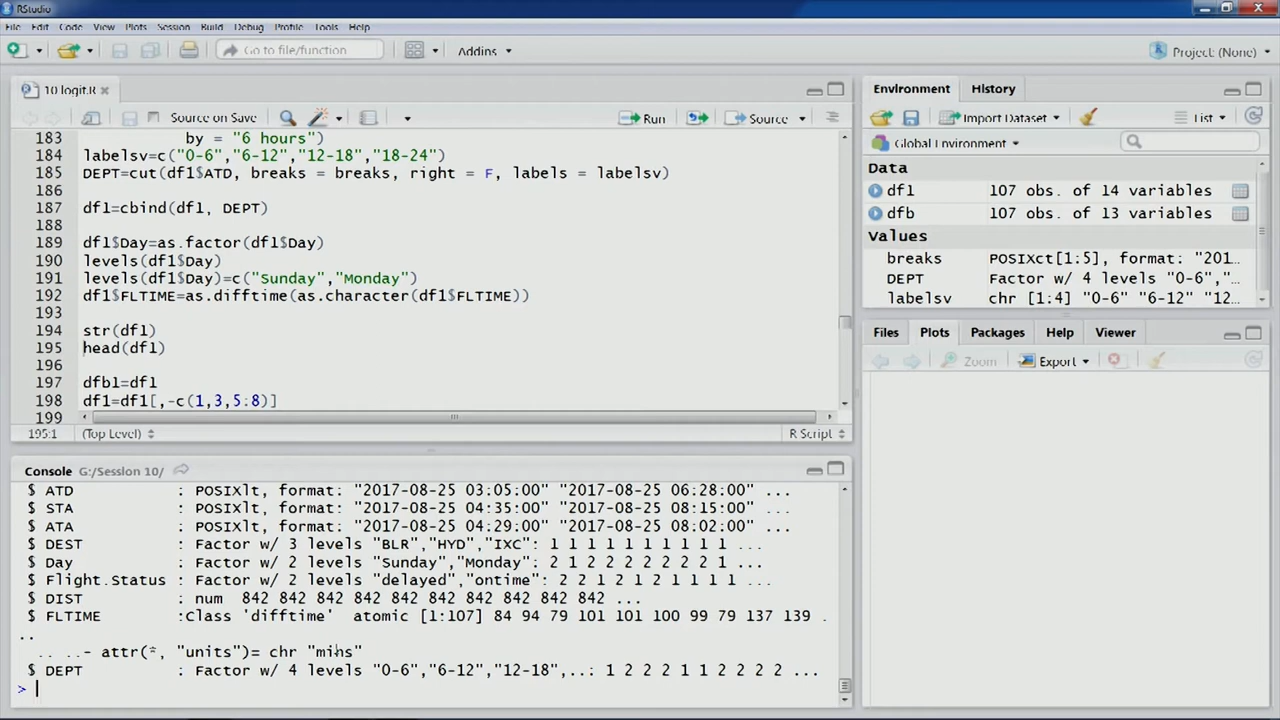 RStudio
File Edit Code View Plots Session Build Debug Profile Tools Help
Go to file/function Addins Project: (None)
10 logit.R
Source on Save Run Source
183 by = "6 hours")
184 labelsv=c("0-6","6-12","12-18","18-24")
185 DEPT=cut(df1$ATD, breaks = breaks, right = F, labels = labelsv)
186
187 df1=cbind(df1, DEPT)
188
189 df1$Day=as.factor(df1$Day)
190 levels(df1$Day)
191 levels(df1$Day)=c("Sunday","Monday")
192 df1$FLTIME=as.difftime(as.character(df1$FLTIME))
193
194 str(df1)
195 head(df1)
196
197 dfb1=df1
198 df1=df1[,-c(1,3,5:8)]
199
195:1 (Top Level) R Script
Console G:/Session 10/
$ ATD : POSIXlt, format: "2017-08-25 03:05:00" "2017-08-25 06:28:00" ...
$ STA : POSIXlt, format: "2017-08-25 04:35:00" "2017-08-25 08:15:00" ...
$ ATA : POSIXlt, format: "2017-08-25 04:29:00" "2017-08-25 08:02:00" ...
$ DEST : Factor w/ 3 levels "BLR","HYD","IXC": 1 1 1 1 1 1 1 1 1 1 ...
$ Day : Factor w/ 2 levels "Sunday","Monday": 2 1 2 2 2 2 2 2 2 1 ...
$ Flight.Status : Factor w/ 2 levels "delayed","ontime": 2 2 1 2 1 2 1 1 1 1 ...
$ DIST : num 842 842 842 842 842 842 842 842 842 842 ...
$ FLTIME :Class 'difftime' atomic [1:107] 84 94 79 101 101 100 99 79 137 139 .
..
.. ..- attr(*, "units")= chr "mins"
$ DEPT : Factor w/ 4 levels "0-6","6-12","12-18",..: 1 2 2 2 1 1 2 2 2 2 ...
>
Environment History
Import Dataset List
Global Environment
Data
df1 107 obs. of 14 variables
dfb 107 obs. of 13 variables
Values
breaks POSIXct[1:5], format: "201...
DEPT Factor w/ 4 levels "0-6","...
labelsv chr [1:4] "0-6" "6-12" "12...
Files Plots Packages Help Viewer
Zoom Export